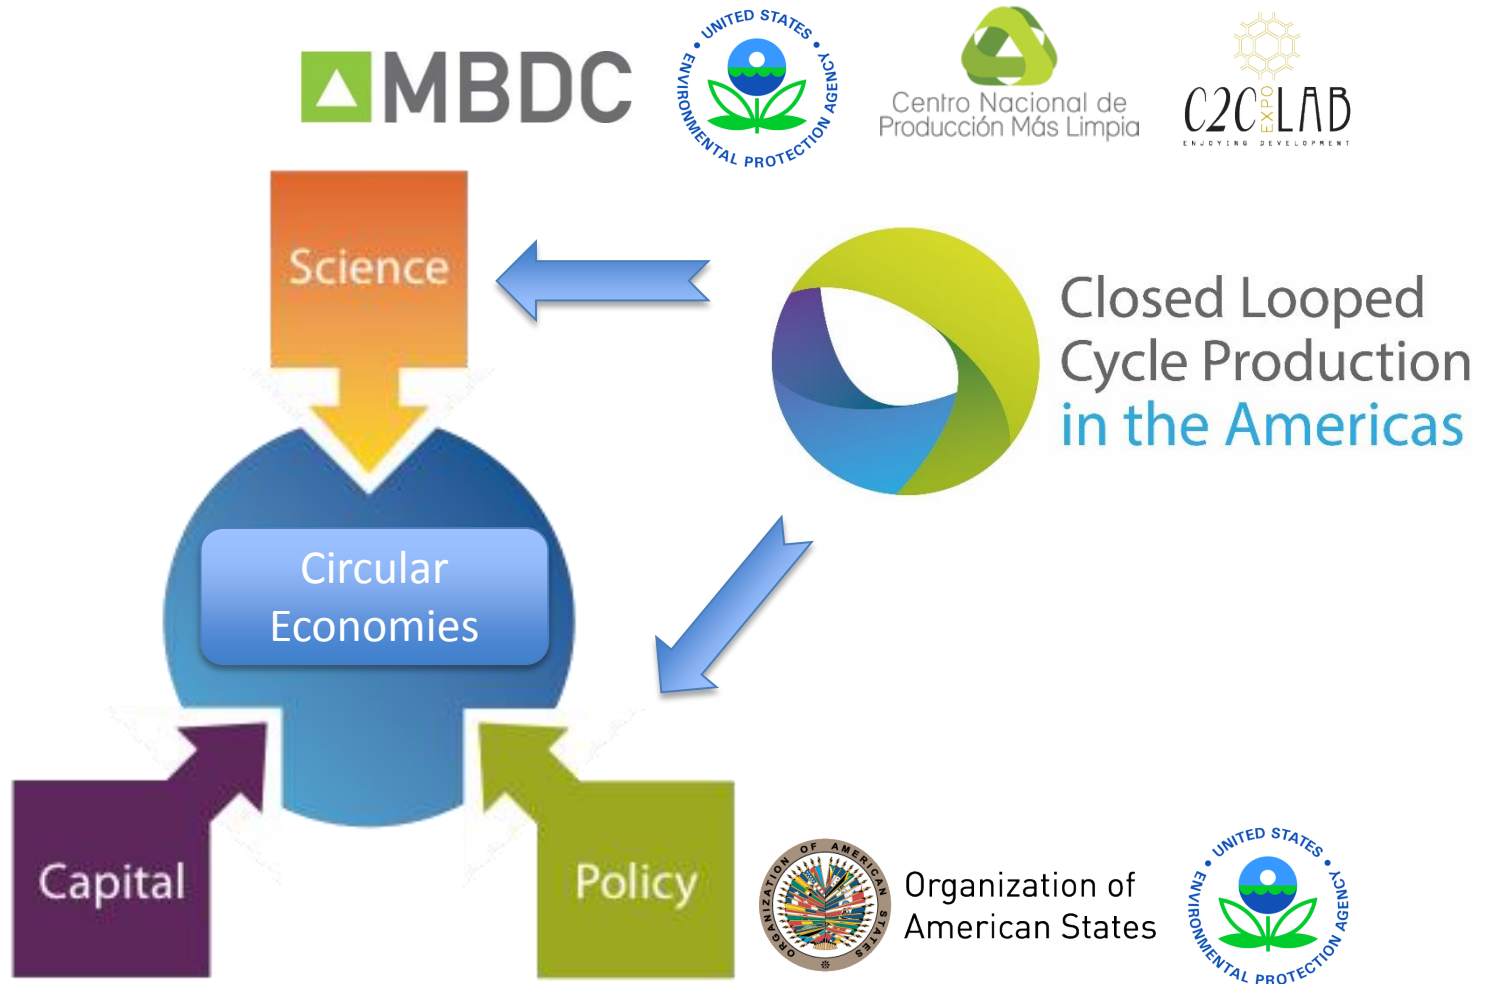 MBDC
UNITED STATES • ENVIRONMENTAL PROTECTION AGENCY •
Centro Nacional de
Producción Más Limpia
C2C EXPO LAB
ENJOYING DEVELOPMENT
Science
Closed Looped
Cycle Production
in the Americas
Circular
Economies
Capital
Policy
ORGANIZATION OF AMERICAN STATES
Organization of
American States
UNITED STATES • ENVIRONMENTAL PROTECTION AGENCY •